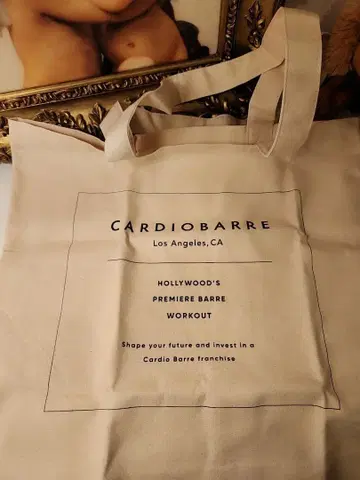 CARDIOBARRE
Los Angeles, CA
HOLLYWOOD'S
PREMIERE BARRE
WORKOUT
Shape your future and invest in a
Cardio Barre franchise